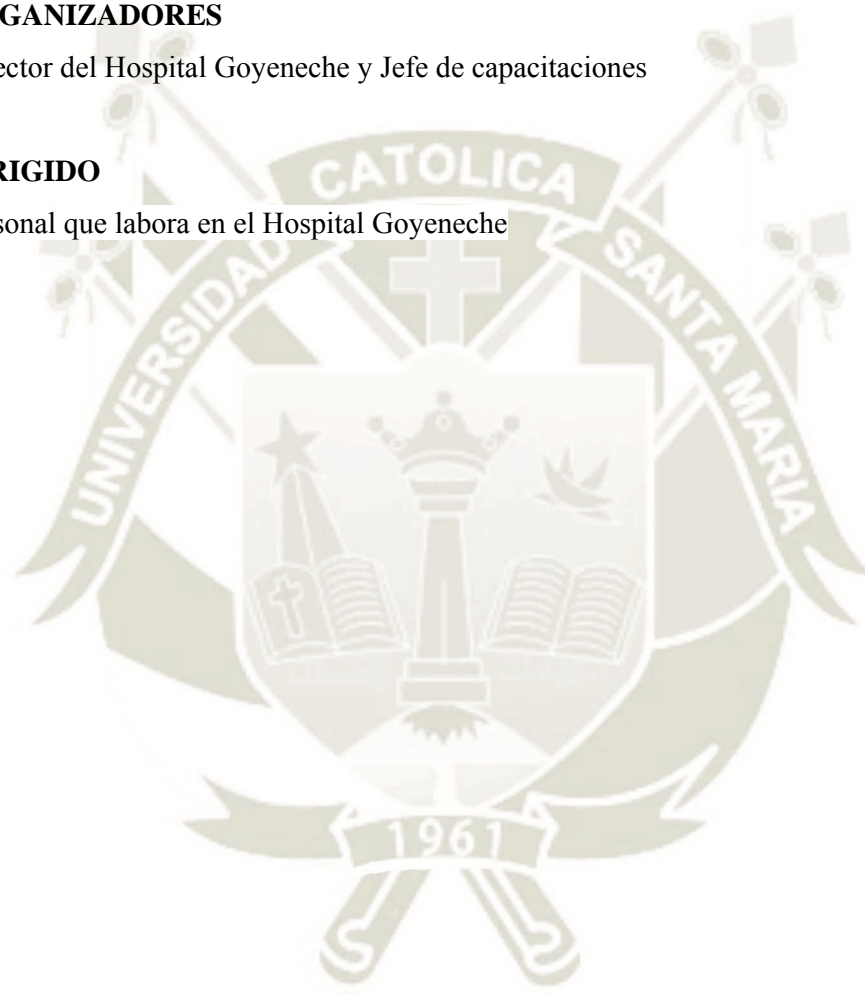 GANIZADORES
ector del Hospital Goyeneche y Jefe de capacitaciones
RIGIDO
sonal que labora en el Hospital Goyeneche
UNIVERSIDAD CATOLICA SANTA MARIA
1961